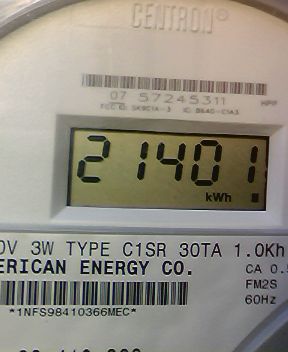 CENTRON®
07 57245311 HPP
21401
kWh
0V 3W TYPE C1SR 30TA 1.0Kh
ERICAN ENERGY CO.
CA 0.5
FM2S
60Hz
*1NFS98410366MEC*